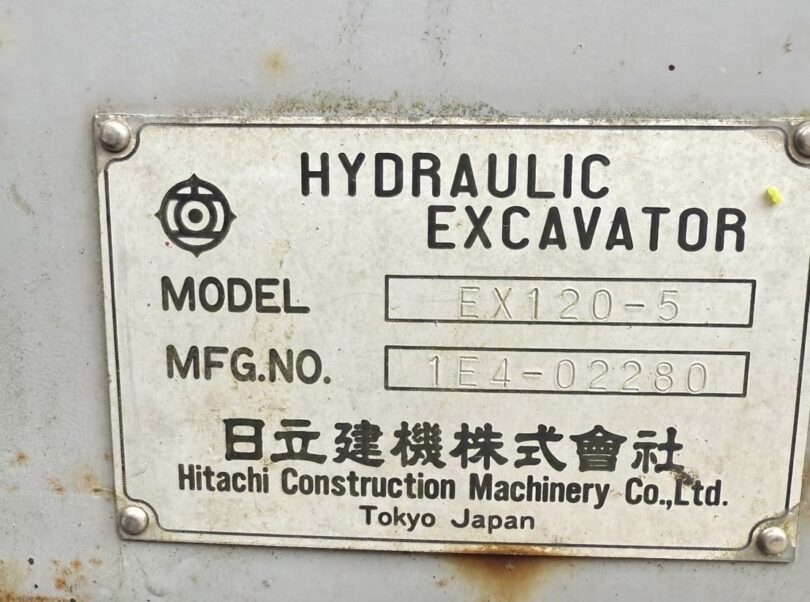 HYDRAULIC
EXCAVATOR
MODEL EX120-5
MFG.NO. 1E4-02280
日立建機株式會社
Hitachi Construction Machinery Co.,Ltd.
Tokyo Japan